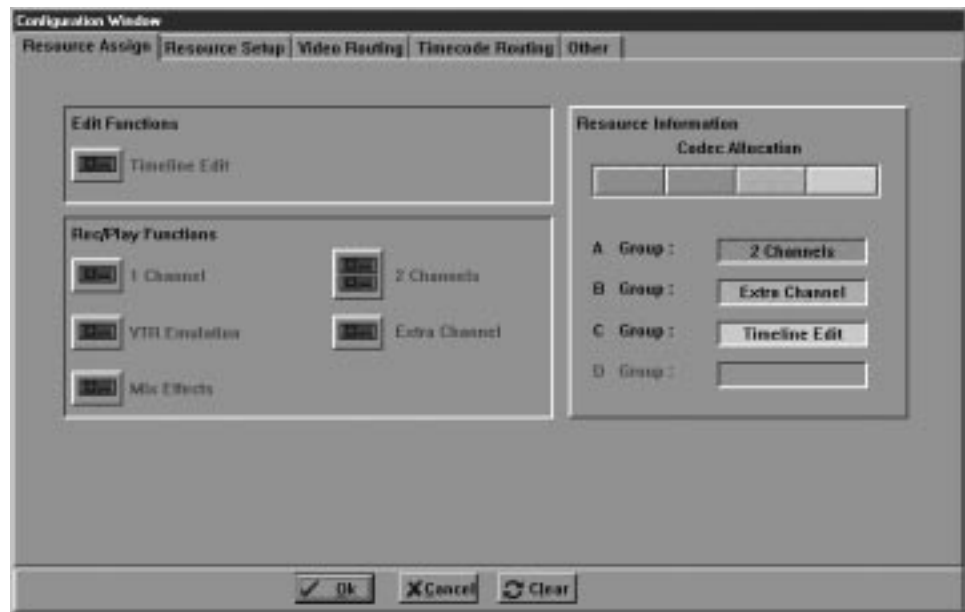 Configuration Window
Resource Assign Resource Setup Video Routing Timecode Routing Other
Edit Functions
Timeline Edit
Rec/Play Functions
1 Channel
2 Channels
VTR Emulation
Extra Channel
Mix Effects
Resource Information
Codec Allocation
A Group : 2 Channels
B Group : Extra Channel
C Group : Timeline Edit
D Group :
Ok Cancel Clear